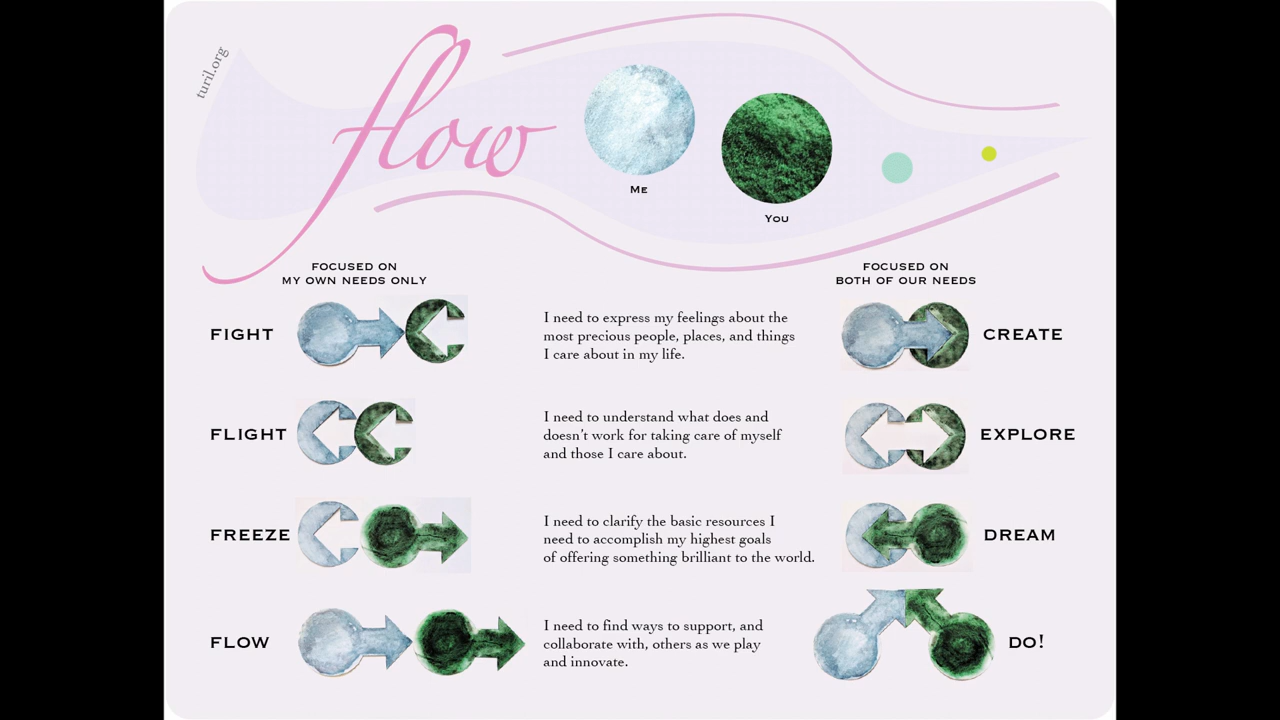 turil.org
flow
Me
You
FOCUSED ON
MY OWN NEEDS ONLY
FOCUSED ON
BOTH OF OUR NEEDS
FIGHT
I need to express my feelings about the
most precious people, places, and things
I care about in my life.
CREATE
FLIGHT
I need to understand what does and
doesn't work for taking care of myself
and those I care about.
EXPLORE
FREEZE
I need to clarify the basic resources I
need to accomplish my highest goals
of offering something brilliant to the world.
DREAM
FLOW
I need to find ways to support, and
collaborate with, others as we play
and innovate.
DO!